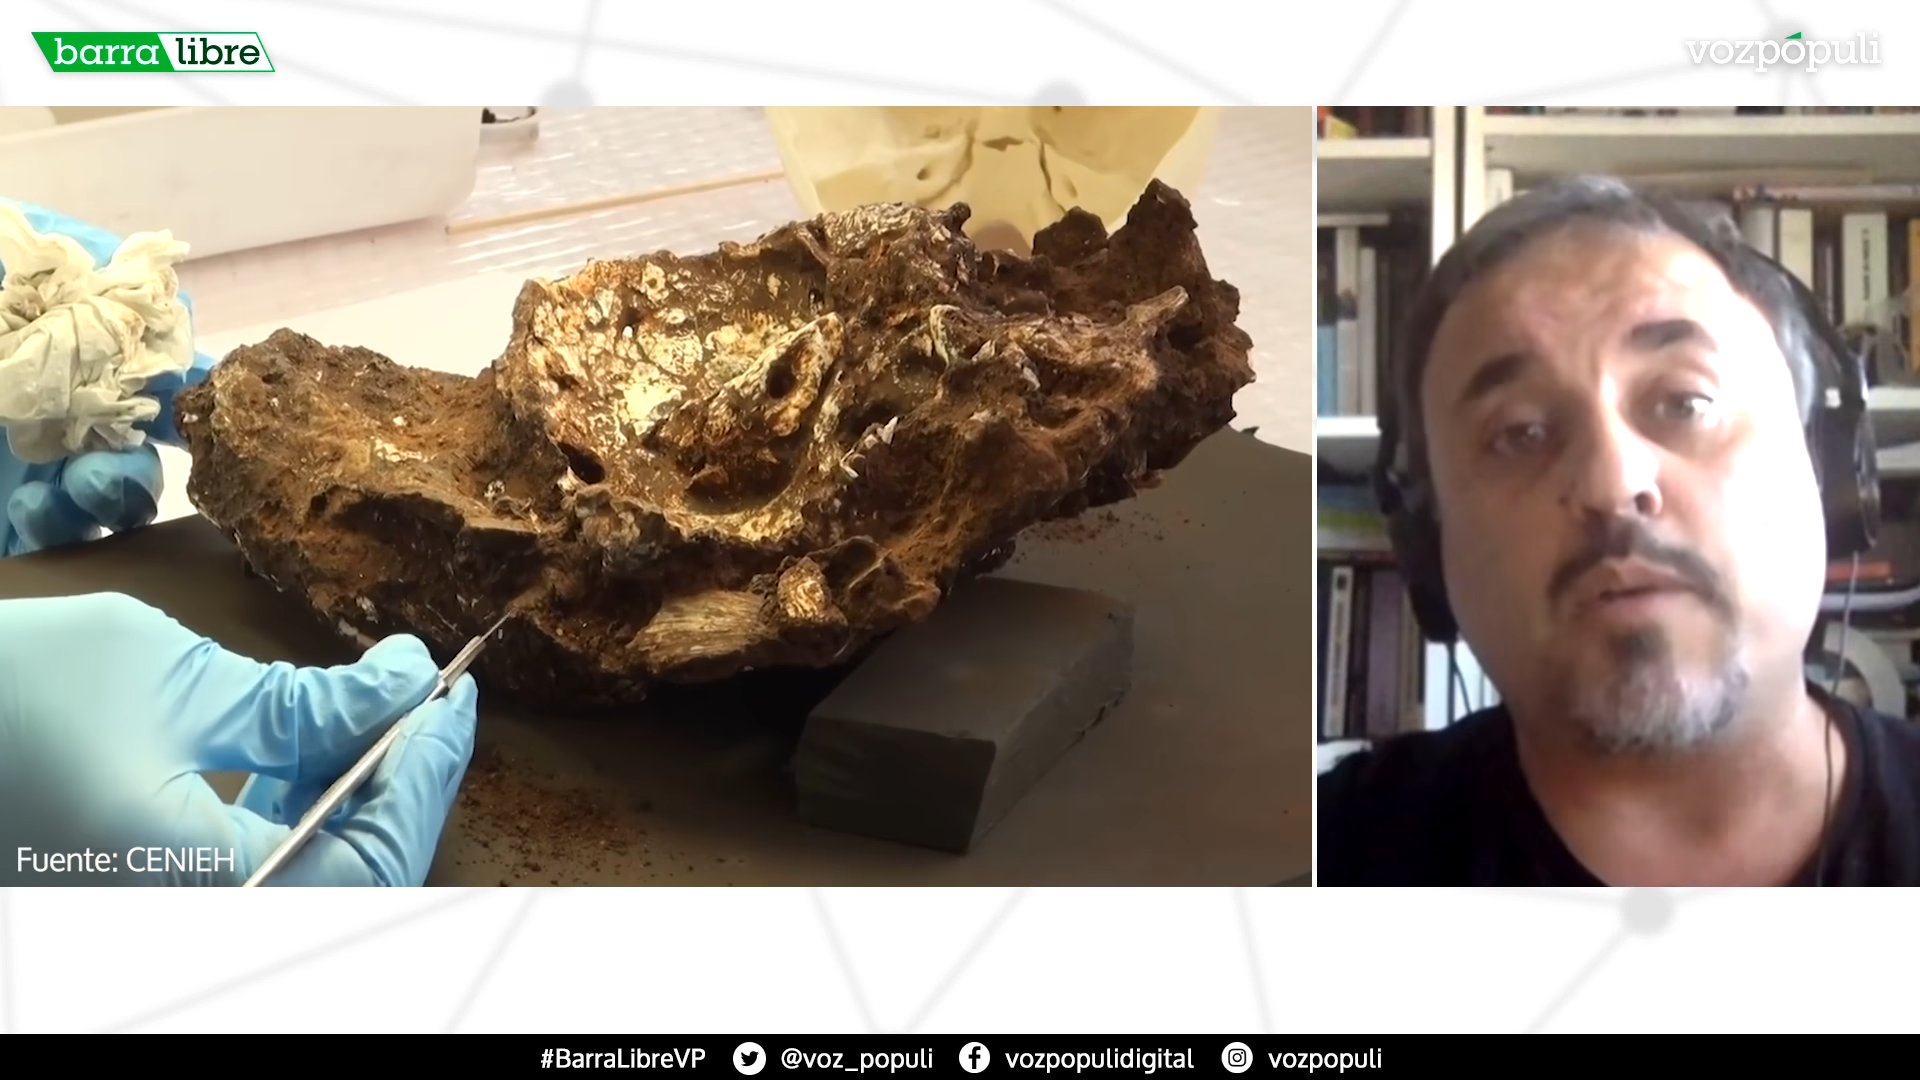 barra libre
vozpópuli
Fuente: CENIEH
#BarraLibreVP @voz_populi vozpopulidigital vozpopuli